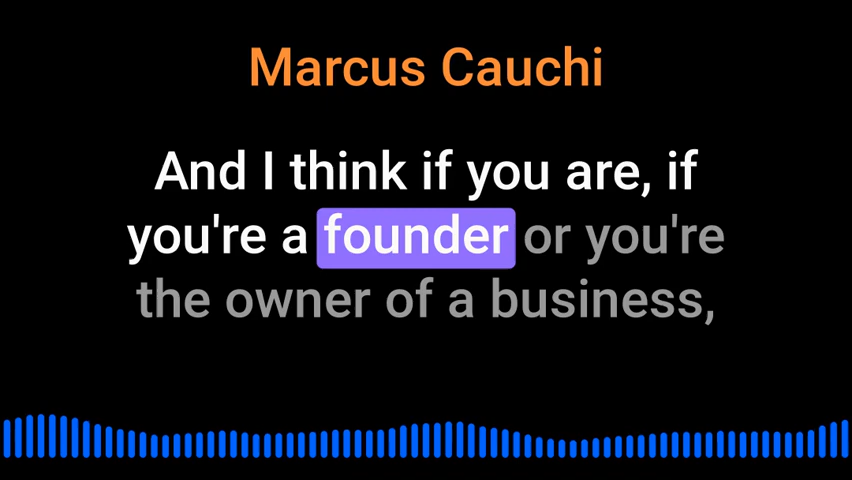 Marcus Cauchi
And I think if you are, if
you're a founder or you're
the owner of a business,